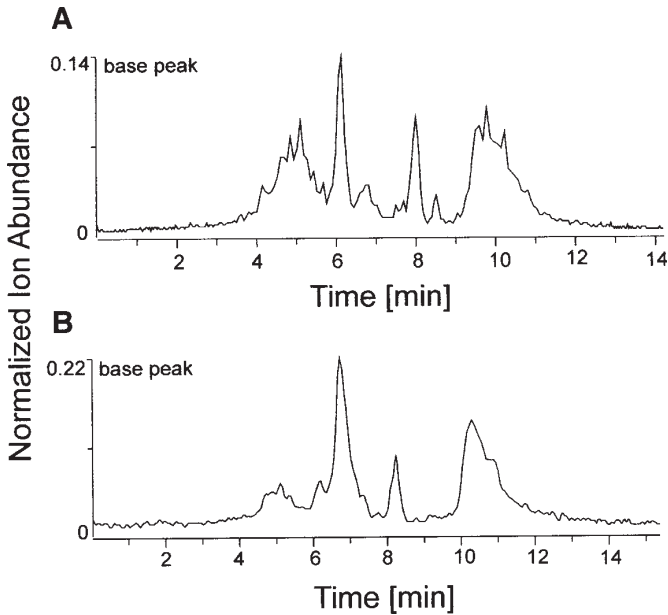 A
0.14 base peak
Normalized Ion Abundance
0
2 4 6 8 10 12 14
Time [min]
B
0.22 base peak
0
2 4 6 8 10 12 14
Time [min]